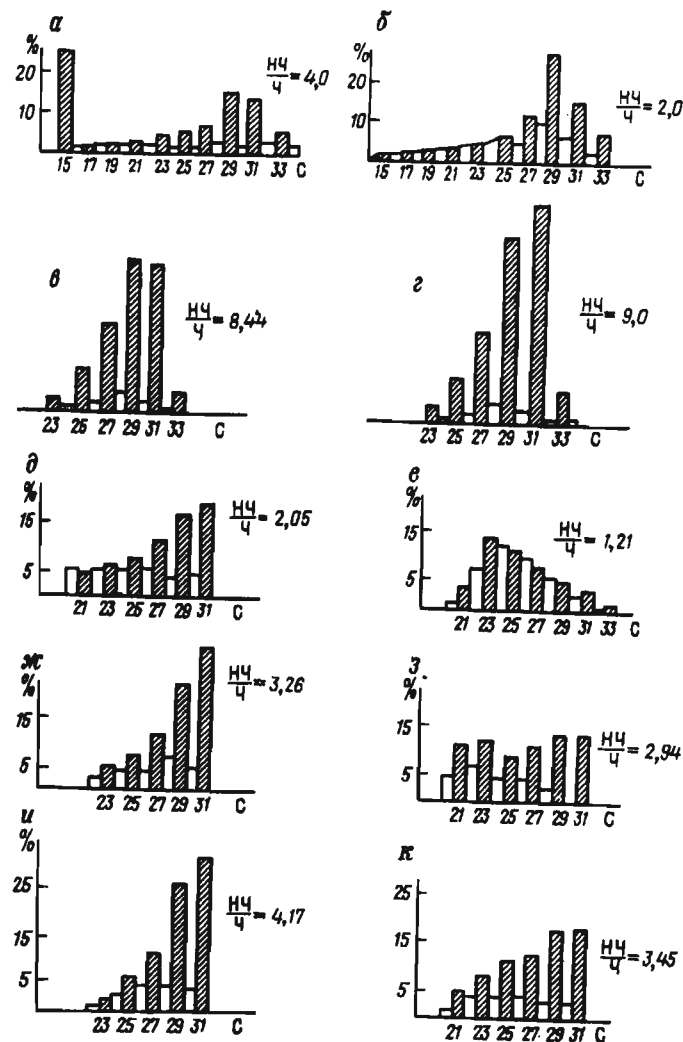 а
%
20
10
15 17 19 21 23 25 27 29 31 33 С
НЧ/Ч = 4,0
б
%
20
10
15 17 19 21 23 25 27 29 31 33 С
НЧ/Ч = 2,0
в
23 25 27 29 31 33 С
НЧ/Ч = 8,44
г
23 25 27 29 31 33 С
НЧ/Ч = 9,0
д
%
15
5
21 23 25 27 29 31 С
НЧ/Ч = 2,05
е
%
15
5
21 23 25 27 29 31 33 С
НЧ/Ч = 1,21
ж
%
15
5
23 25 27 29 31 С
НЧ/Ч = 3,26
з
%
15
5
21 23 25 27 29 31 С
НЧ/Ч = 2,94
и
%
25
15
5
23 25 27 29 31 С
НЧ/Ч = 4,17
к
25
15
5
21 23 25 27 29 31 С
НЧ/Ч = 3,45